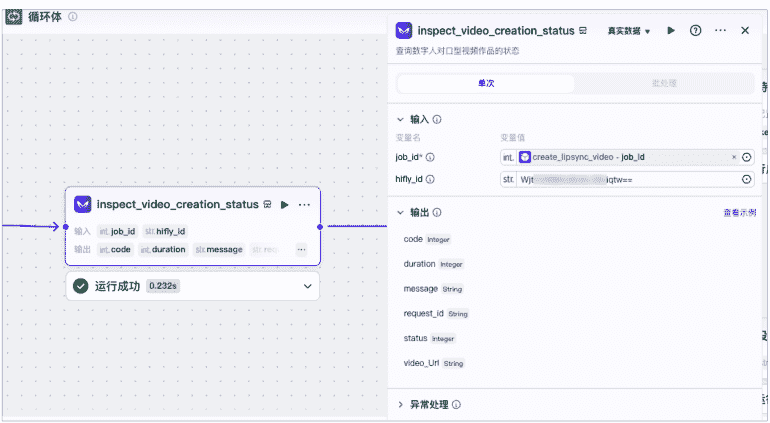 循环体
inspect_video_creation_status
输入 int. job_id str. hifly_id
输出 int. code int. duration str. message
运行成功 0.232s
inspect_video_creation_status 真实数据
查询数字人对口型视频作品的状态
单次 批处理
输入
变量名 变量值
job_id* int. create_lipsync_video - job_id
hifly_id str. Wjt iqtw==
输出 查看示例
code Integer
duration Integer
message String
request_id String
status Integer
video_Url String
异常处理